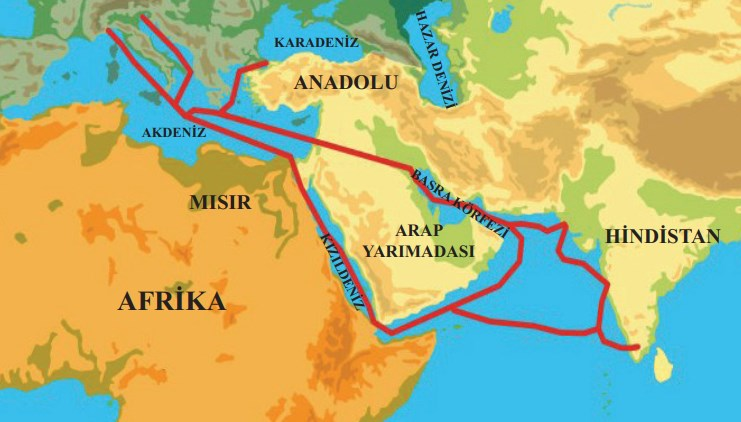 KARADENİZ
HAZAR DENİZİ
ANADOLU
AKDENİZ
MISIR
BASRA KÖRFEZİ
ARAP
YARIMADASI
HİNDİSTAN
KIZILDENİZ
AFRİKA